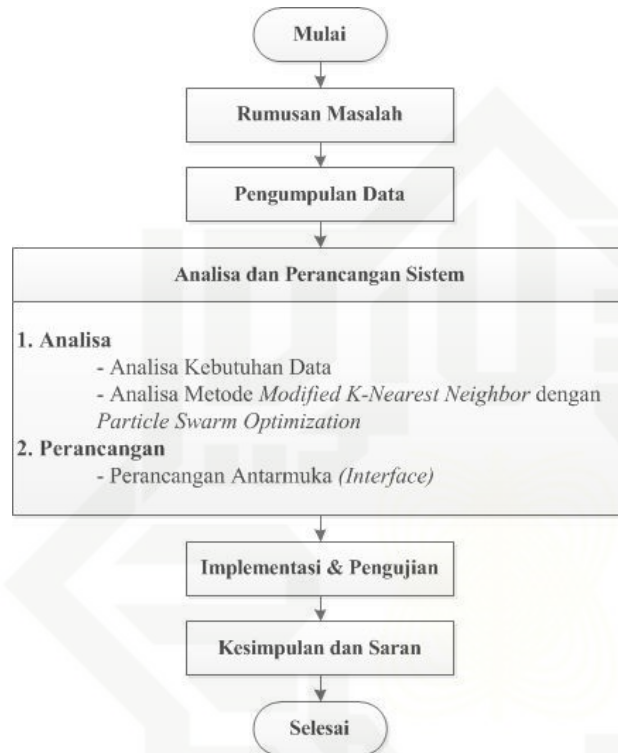 Mulai
Rumusan Masalah
Pengumpulan Data
Analisa dan Perancangan Sistem
1. Analisa
- Analisa Kebutuhan Data
- Analisa Metode Modified K-Nearest Neighbor dengan
Particle Swarm Optimization
2. Perancangan
- Perancangan Antarmuka (Interface)
Implementasi & Pengujian
Kesimpulan dan Saran
Selesai